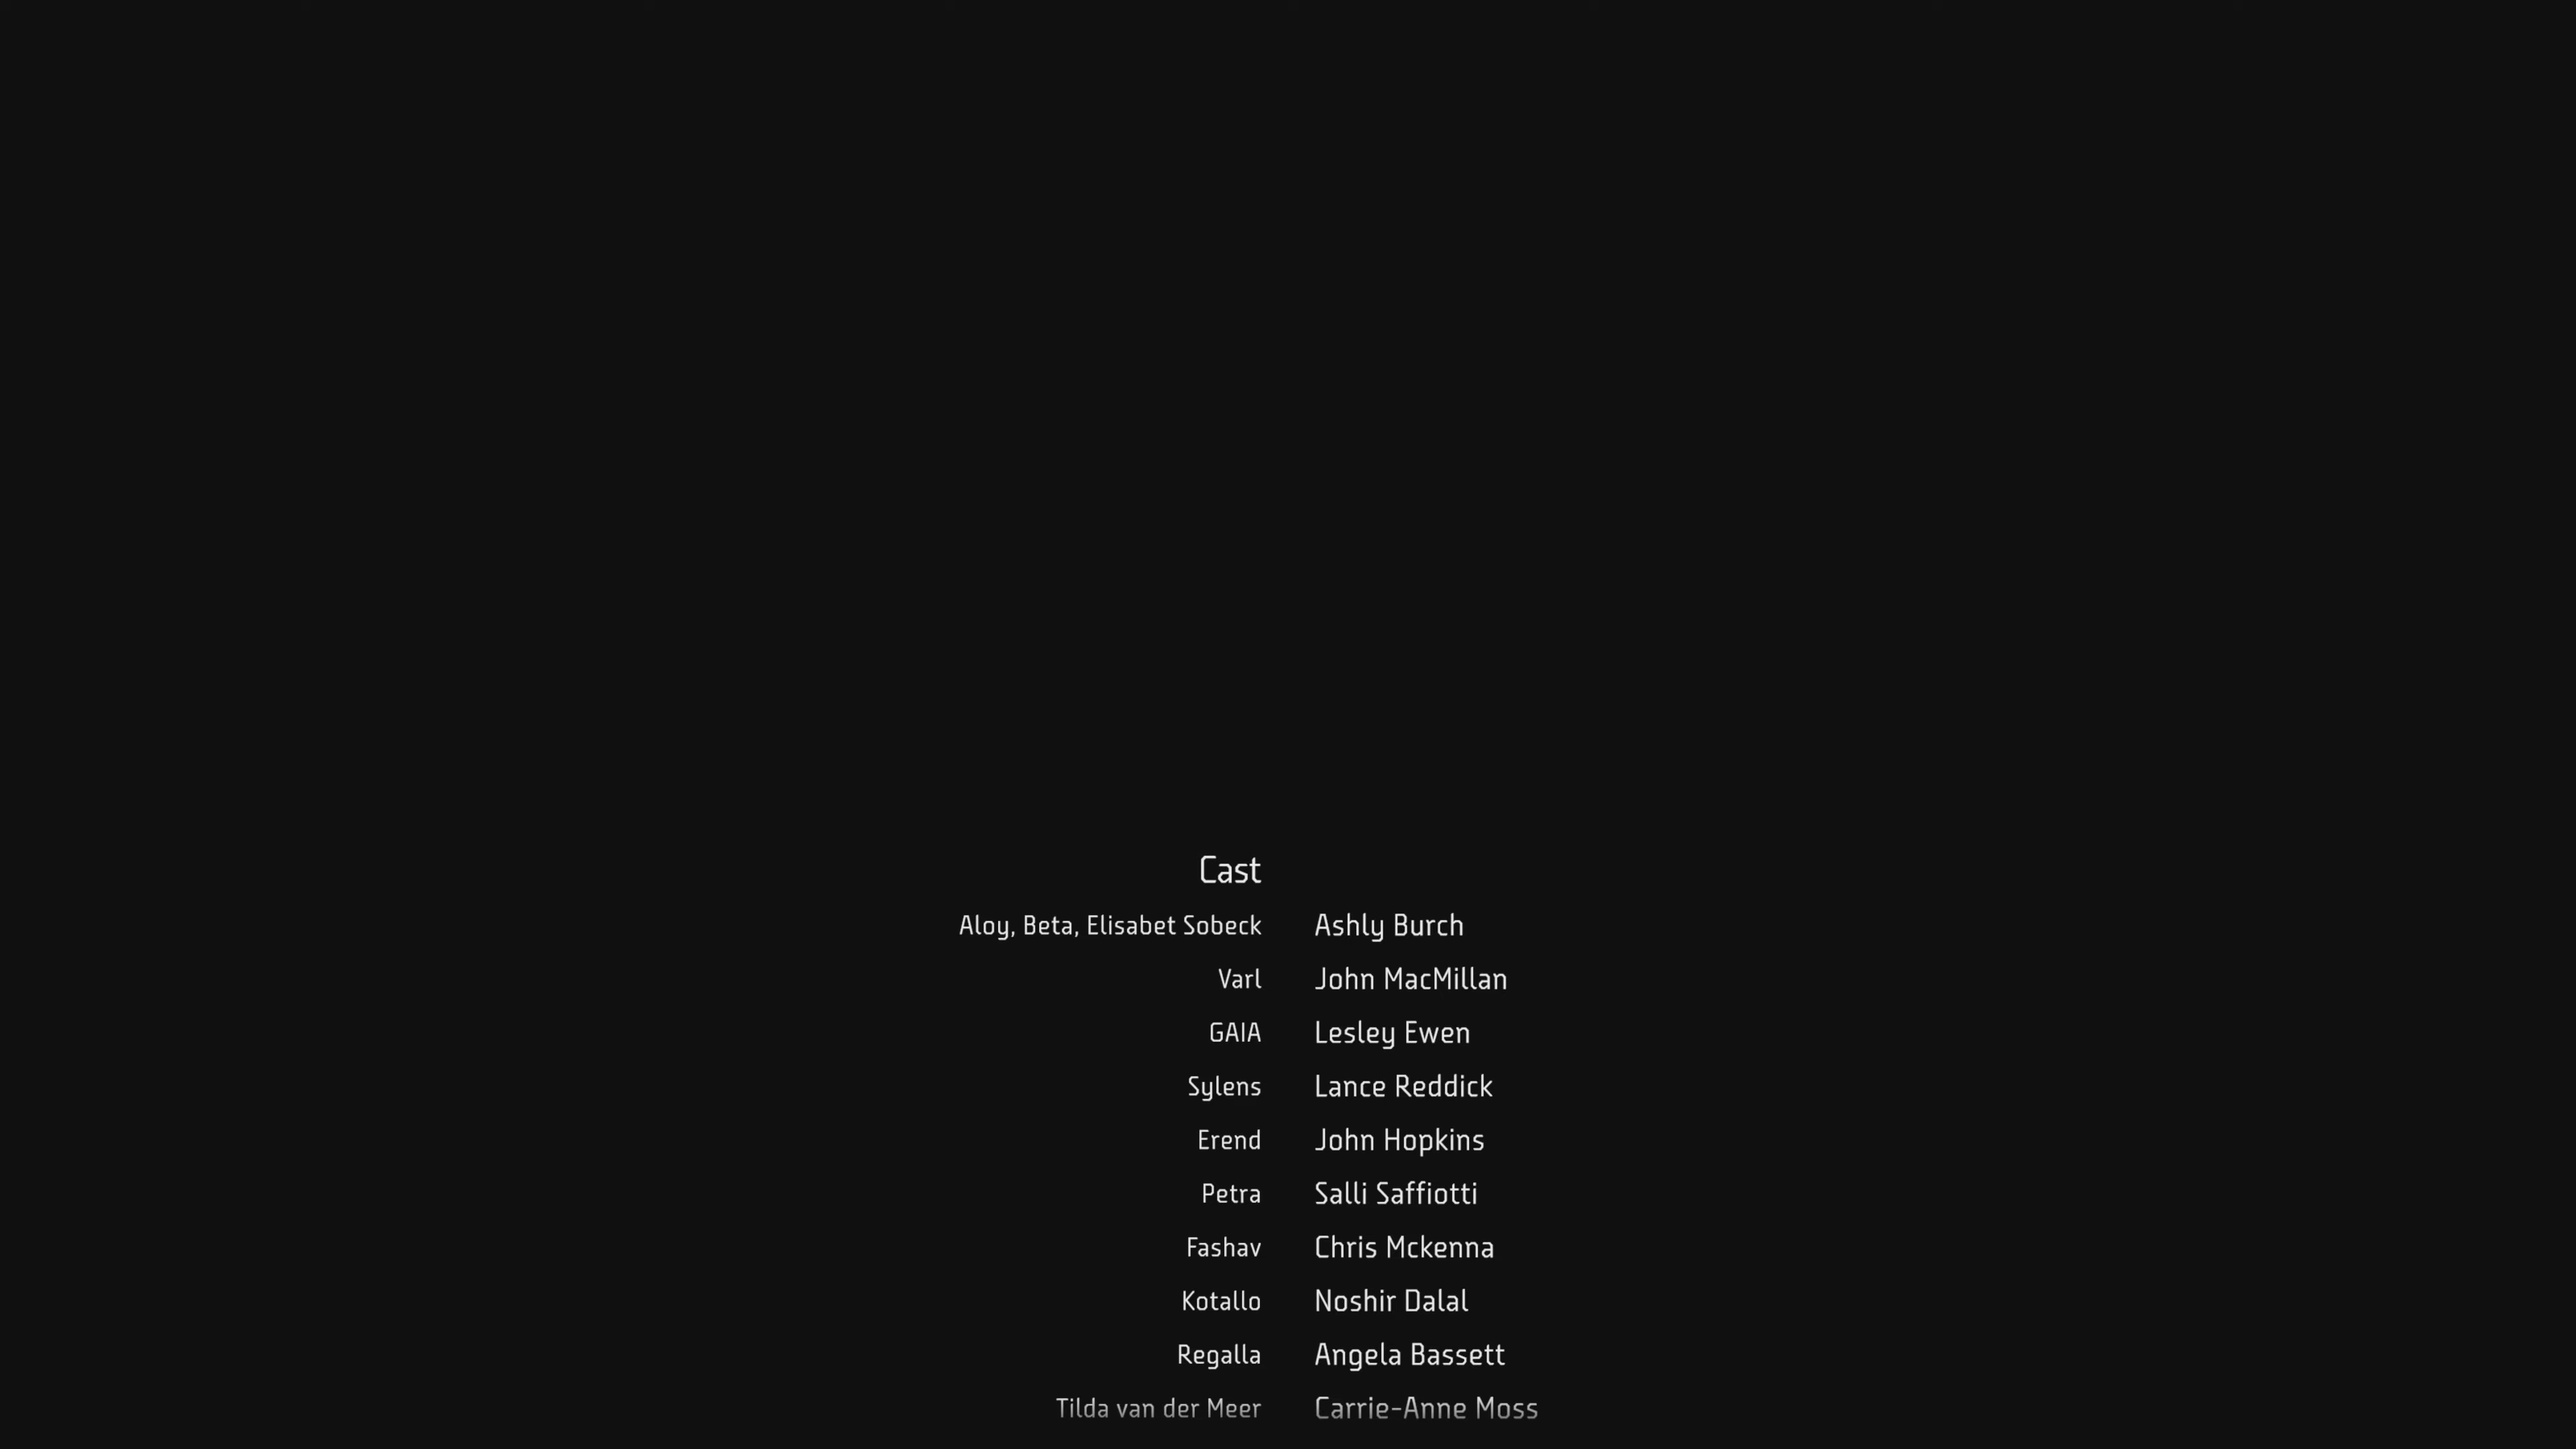 Cast
Aloy, Beta, Elisabet Sobeck Ashly Burch
Varl John MacMillan
GAIA Lesley Ewen
Sylens Lance Reddick
Erend John Hopkins
Petra Salli Saffiotti
Fashav Chris Mckenna
Kotallo Noshir Dalal
Regalla Angela Bassett
Tilda van der Meer Carrie-Anne Moss